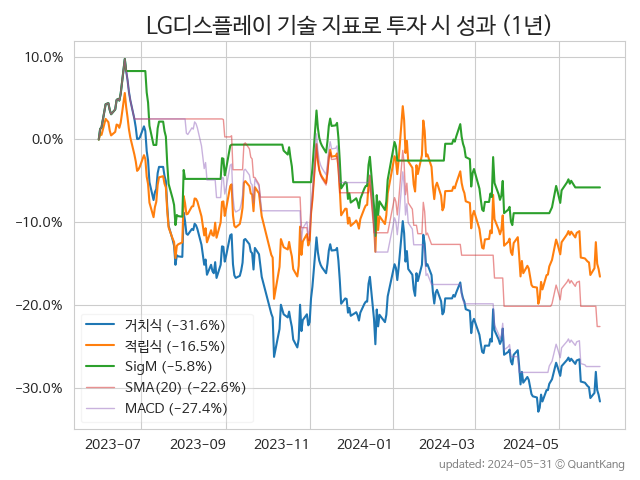 LG디스플레이 기술 지표로 투자 시 성과 (1년)
10.0%
0.0%
−10.0%
−20.0%
−30.0%
거치식 (−31.6%)
적립식 (−16.5%)
SigM (−5.8%)
SMA(20) (−22.6%)
MACD (−27.4%)
2023−07 2023−09 2023−11 2024−01 2024−03 2024−05
updated: 2024−05−31 © QuantKang